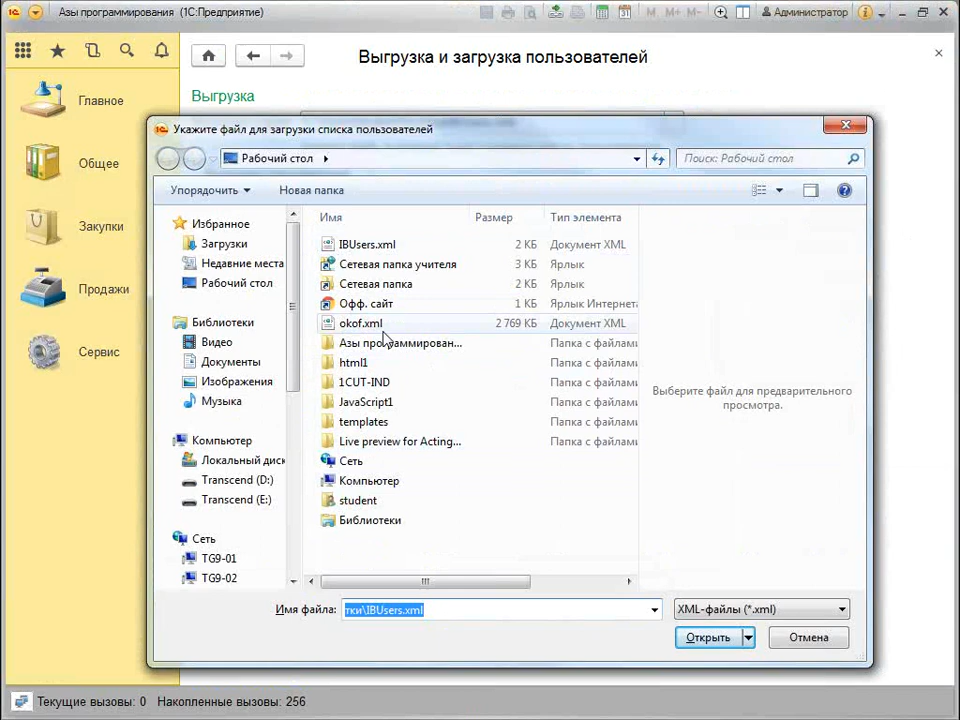 Азы программирования (1С:Предприятие)
M M+ M-
Администратор
Выгрузка и загрузка пользователей
Выгрузка
Главное
Общее
Закупки
Продажи
Сервис
Укажите файл для загрузки списка пользователей
Рабочий стол
Поиск: Рабочий стол
Упорядочить
Новая папка
Избранное
Загрузки
Недавние места
Рабочий стол
Библиотеки
Видео
Документы
Изображения
Музыка
Компьютер
Локальный диск
Transcend (D:)
Transcend (E:)
Сеть
TG9-01
TG9-02
Имя Размер Тип элемента
IBUsers.xml 2 КБ Документ XML
Сетевая папка учителя 3 КБ Ярлык
Сетевая папка 2 КБ Ярлык
Офф. сайт 1 КБ Ярлык Интернета
okof.xml 2 769 КБ Документ XML
Азы программирован... Папка с файлами
html1 Папка с файлами
1CUT-IND Папка с файлами
JavaScript1 Папка с файлами
templates Папка с файлами
Live preview for Acting... Папка с файлами
Сеть
Компьютер
student
Библиотеки
Выберите файл для предварительного
просмотра.
Имя файла: тки\IBUsers.xml XML-файлы (*.xml)
Открыть Отмена
Текущие вызовы: 0 Накопленные вызовы: 256